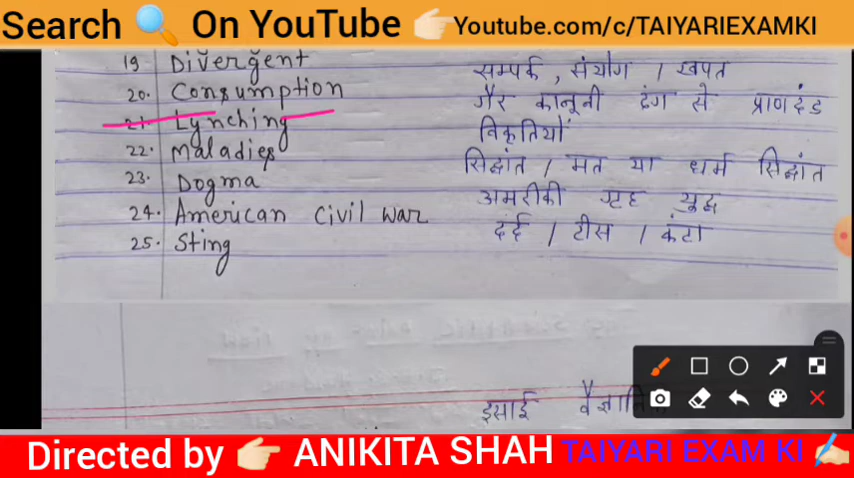 Search On YouTube Youtube.com/c/TAIYARIEXAMKI
19 Divergent
20. Consumption सम्पर्क, संयोग / खपत
21. Lynching गैर कानूनी ढंग से प्राणदंड
22. Maladies विकृतियों
23. Dogma सिद्धांत / मत या धर्म सिद्धांत
24. American civil war अमरीकी गृह युद्ध
25. Sting दर्द / टीस / कंटा
इसाई
Directed by ANIKITA SHAH TAIYARI EXAM KI